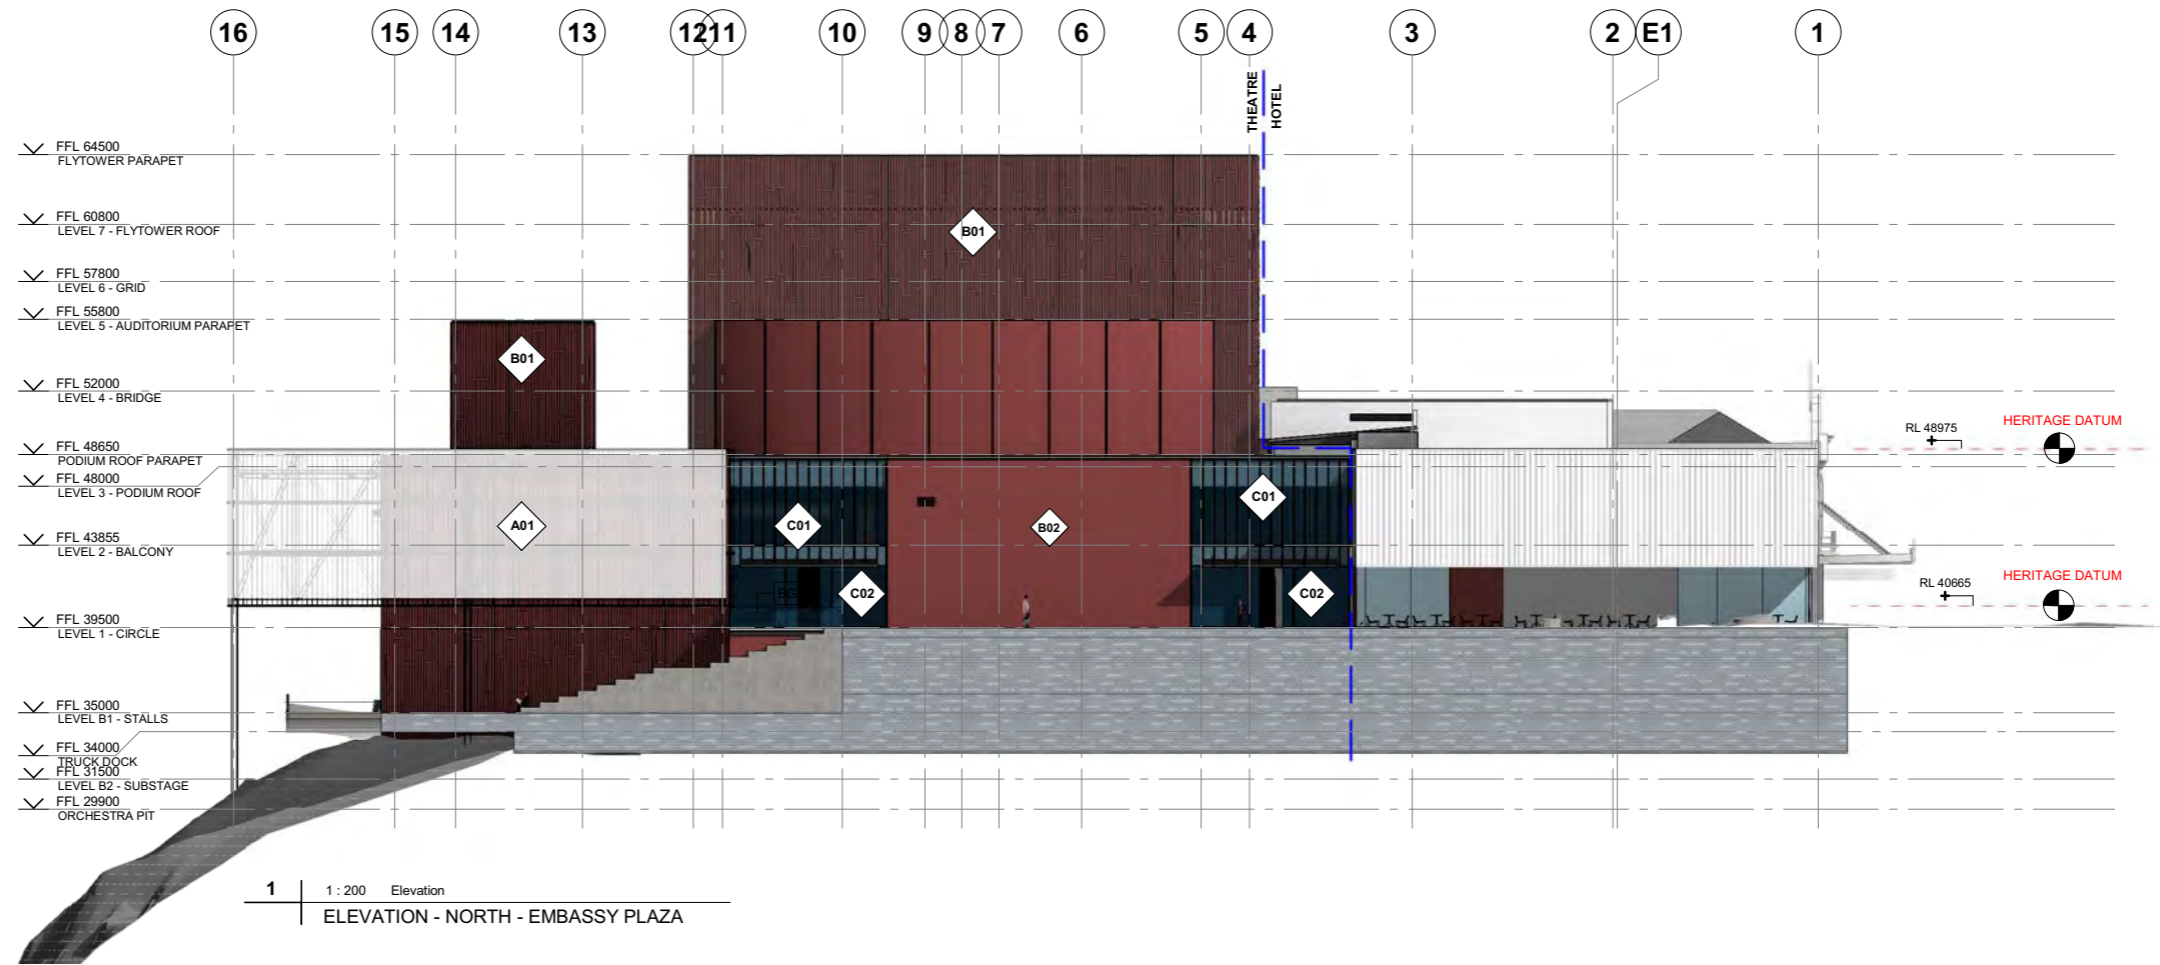 16 15 14 13 12 11 10 9 8 7 6 5 4 3 2 E1 1
THEATRE
HOTEL
FFL 64500
FLYTOWER PARAPET
FFL 60800
LEVEL 7 - FLYTOWER ROOF
B01
FFL 57800
LEVEL 6 - GRID
FFL 55800
LEVEL 5 - AUDITORIUM PARAPET
B01
FFL 52000
LEVEL 4 - BRIDGE
FFL 48650
PODIUM ROOF PARAPET
RL 48975
HERITAGE DATUM
FFL 48000
LEVEL 3 - PODIUM ROOF
A01
C01
B02
C01
FFL 43855
LEVEL 2 - BALCONY
BG
C02
C02
RL 40665
HERITAGE DATUM
FFL 39500
LEVEL 1 - CIRCLE
FFL 35000
LEVEL B1 - STALLS
FFL 34000
TRUCK DOCK
FFL 31500
LEVEL B2 - SUBSTAGE
FFL 29900
ORCHESTRA PIT
1 1 : 200 Elevation
ELEVATION - NORTH - EMBASSY PLAZA